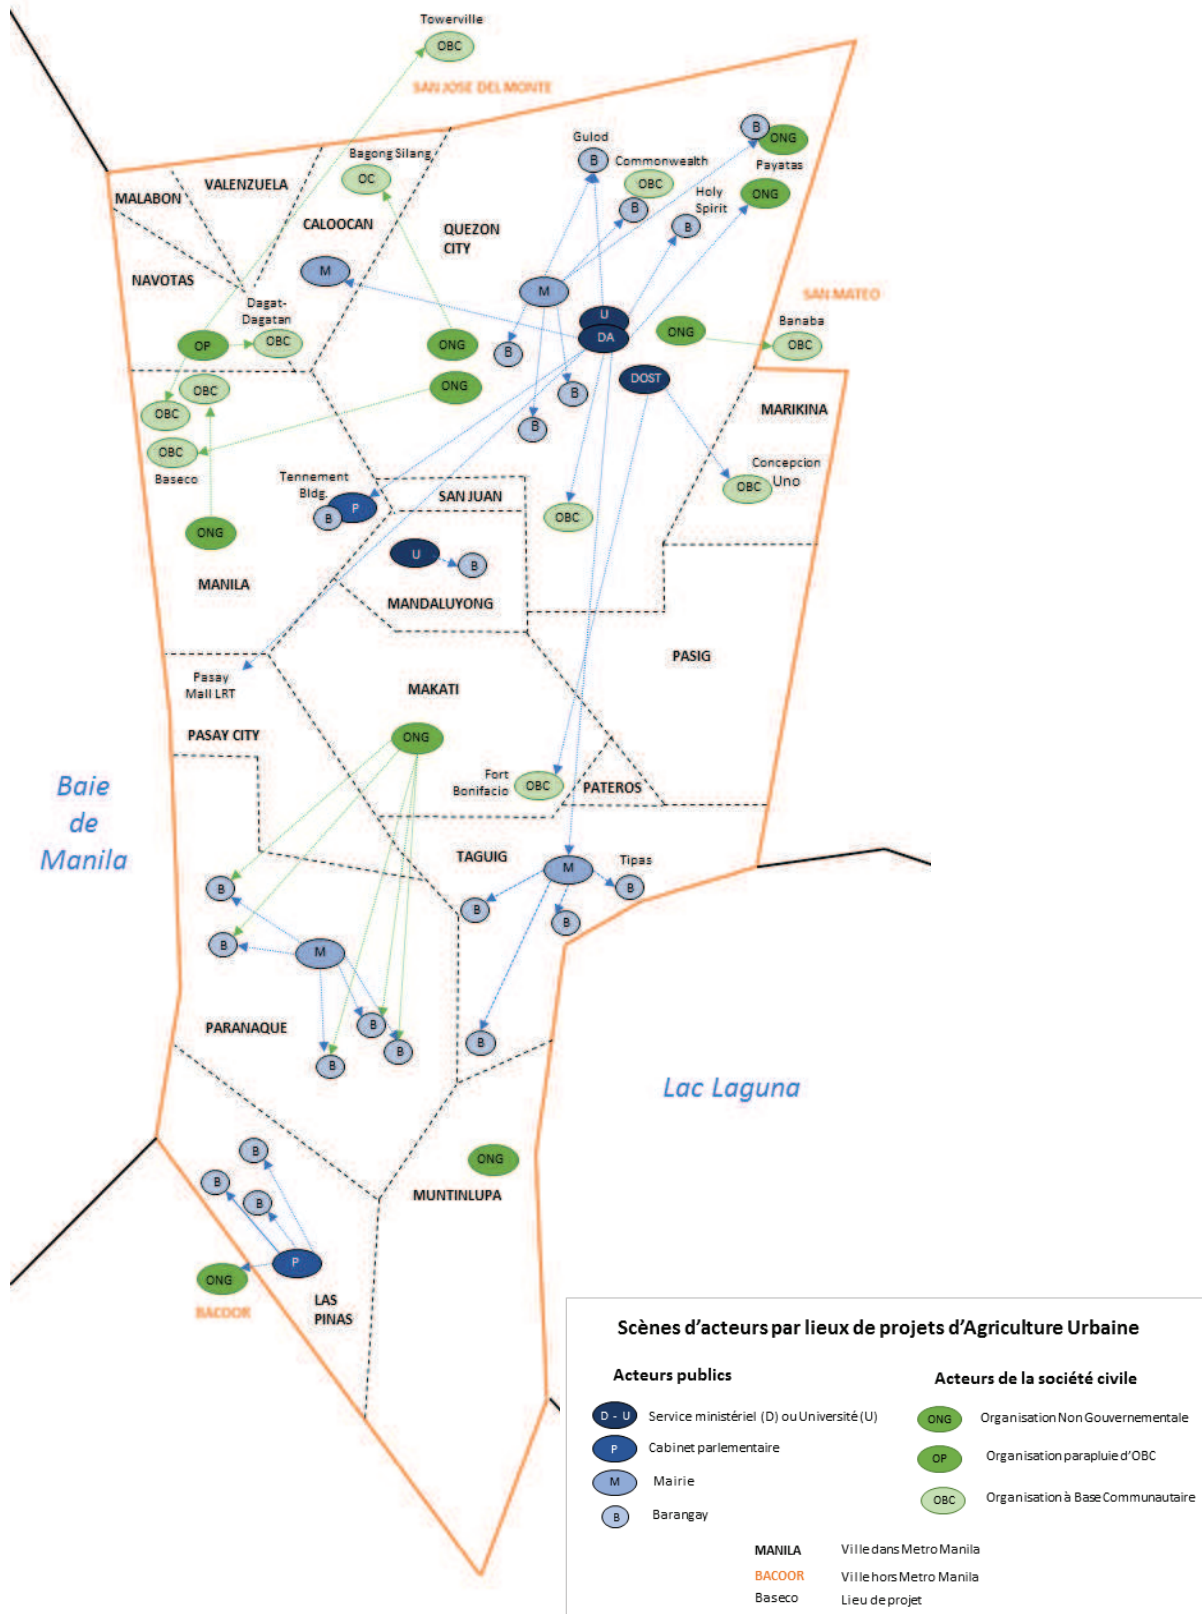 Towerville
OBC
SAN JOSE DEL MONTE
Bagong Silang
OC
Gulod
B
Commonwealth
OBC
B
Holy
Spirit
B
B
ONG
Payatas
ONG
MALABON
VALENZUELA
CALOOCAN
QUEZON
CITY
NAVOTAS
M
M
SAN MATEO
Dagat-
Dagatan
OBC
OP
ONG
ONG
U
DA
DOST
ONG
Banaba
OBC
B
B
B
OBC
OBC
OBC
Baseco
MARIKINA
Concepcion
Uno
OBC
Tennement
Bldg.
P
B
SAN JUAN
OBC
ONG
U
B
MANILA
MANDALUYONG
PASIG
Pasay
Mall LRT
MAKATI
PASAY CITY
ONG
Fort
Bonifacio
OBC
PATEROS
Baie
de
Manila
TAGUIG
M
Tipas
B
B
B
B
B
B
M
PARANAQUE
B
B
B
Lac Laguna
B
B
B
ONG
MUNTINLUPA
P
ONG
BACOOR
LAS
PINAS
Scènes d'acteurs par lieux de projets d'Agriculture Urbaine
Acteurs publics
D - U
Service ministériel (D) ou Université (U)
P
Cabinet parlementaire
M
Mairie
B
Barangay
Acteurs de la société civile
ONG
Organisation Non Gouvernementale
OP
Organisation parapluie d'OBC
OBC
Organisation à Base Communautaire
MANILA
Ville dans Metro Manila
BACOOR
Ville hors Metro Manila
Baseco
Lieu de projet